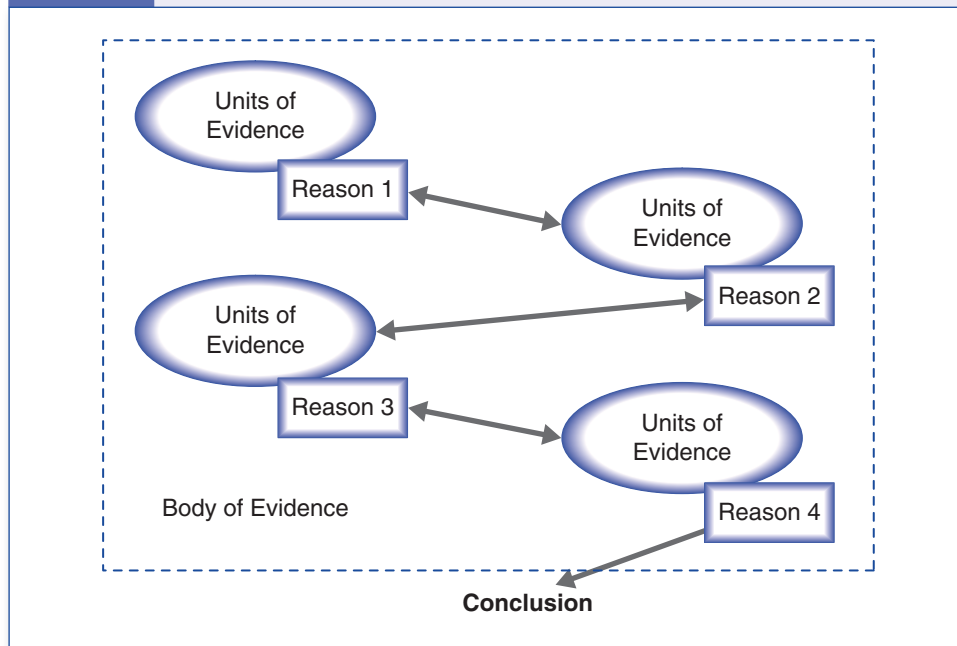 Units of
Evidence
Reason 1
Units of
Evidence
Reason 2
Units of
Evidence
Reason 3
Units of
Evidence
Reason 4
Body of Evidence
Conclusion